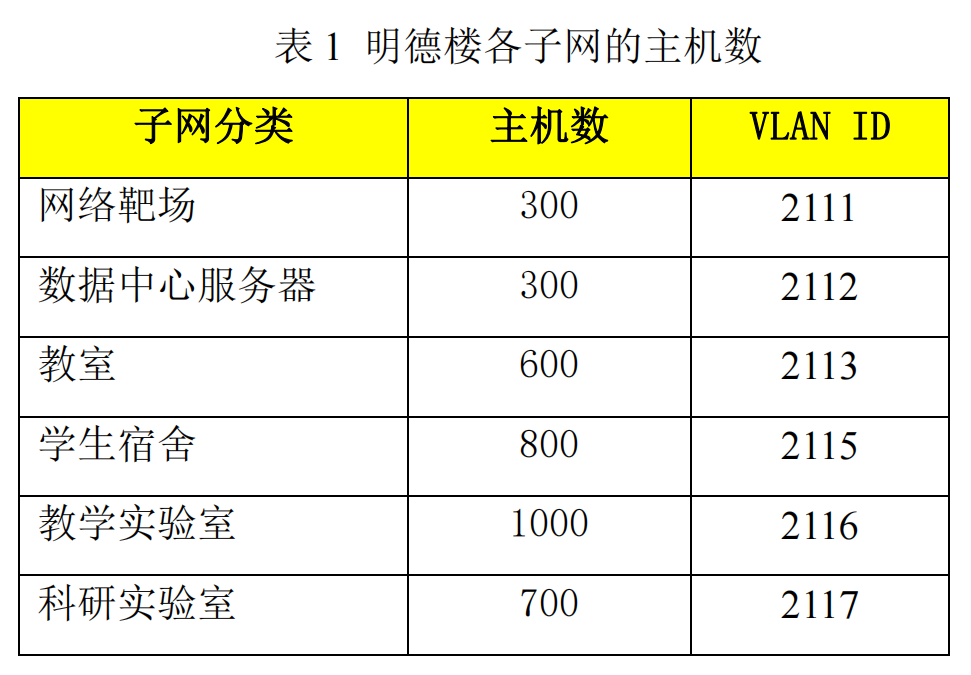 表 1 明德楼各子网的主机数
子网分类 主机数 VLAN ID
网络靶场 300 2111
数据中心服务器 300 2112
教室 600 2113
学生宿舍 800 2115
教学实验室 1000 2116
科研实验室 700 2117